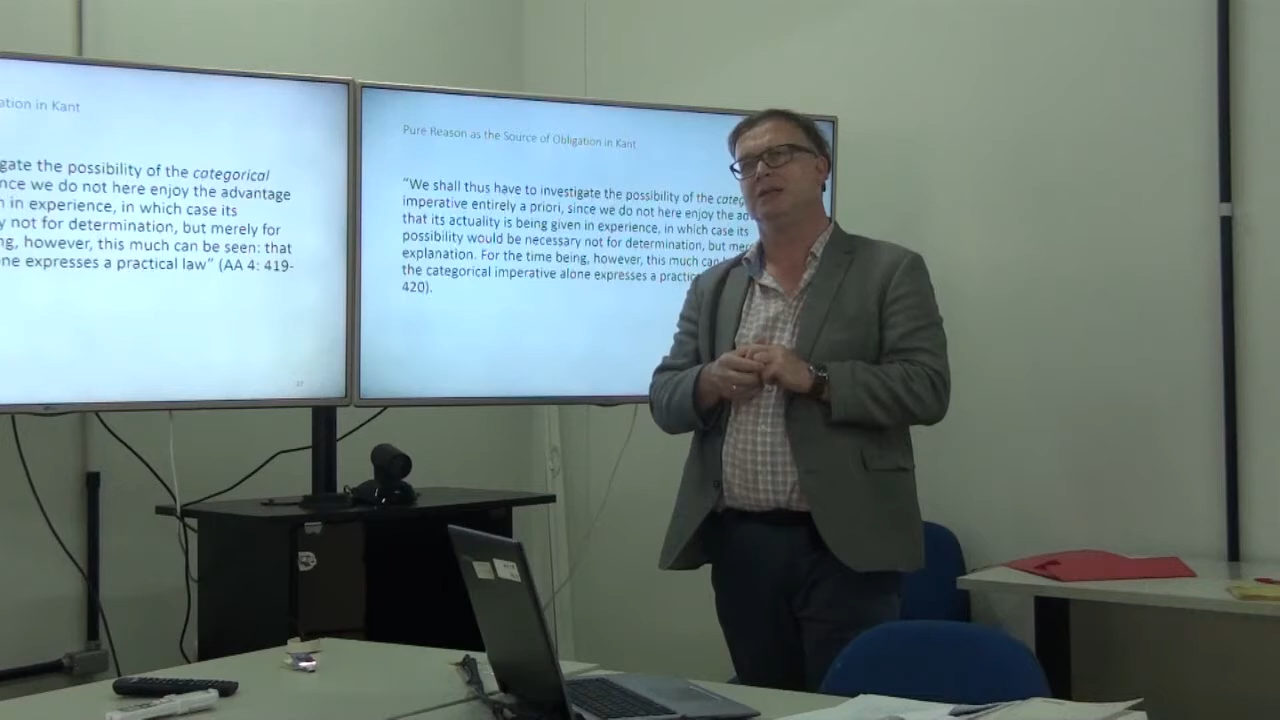 ation in Kant
gate the possibility of the categorical
nce we do not here enjoy the advantage
n in experience, in which case its
y not for determination, but merely for
ng, however, this much can be seen: that
one expresses a practical law” (AA 4: 419-
27
Pure Reason as the Source of Obligation in Kant
“We shall thus have to investigate the possibility of the categ
imperative entirely a priori, since we do not here enjoy the ad
that its actuality is being given in experience, in which case its
possibility would be necessary not for determination, but mer
explanation. For the time being, however, this much can b
the categorical imperative alone expresses a practic
420).